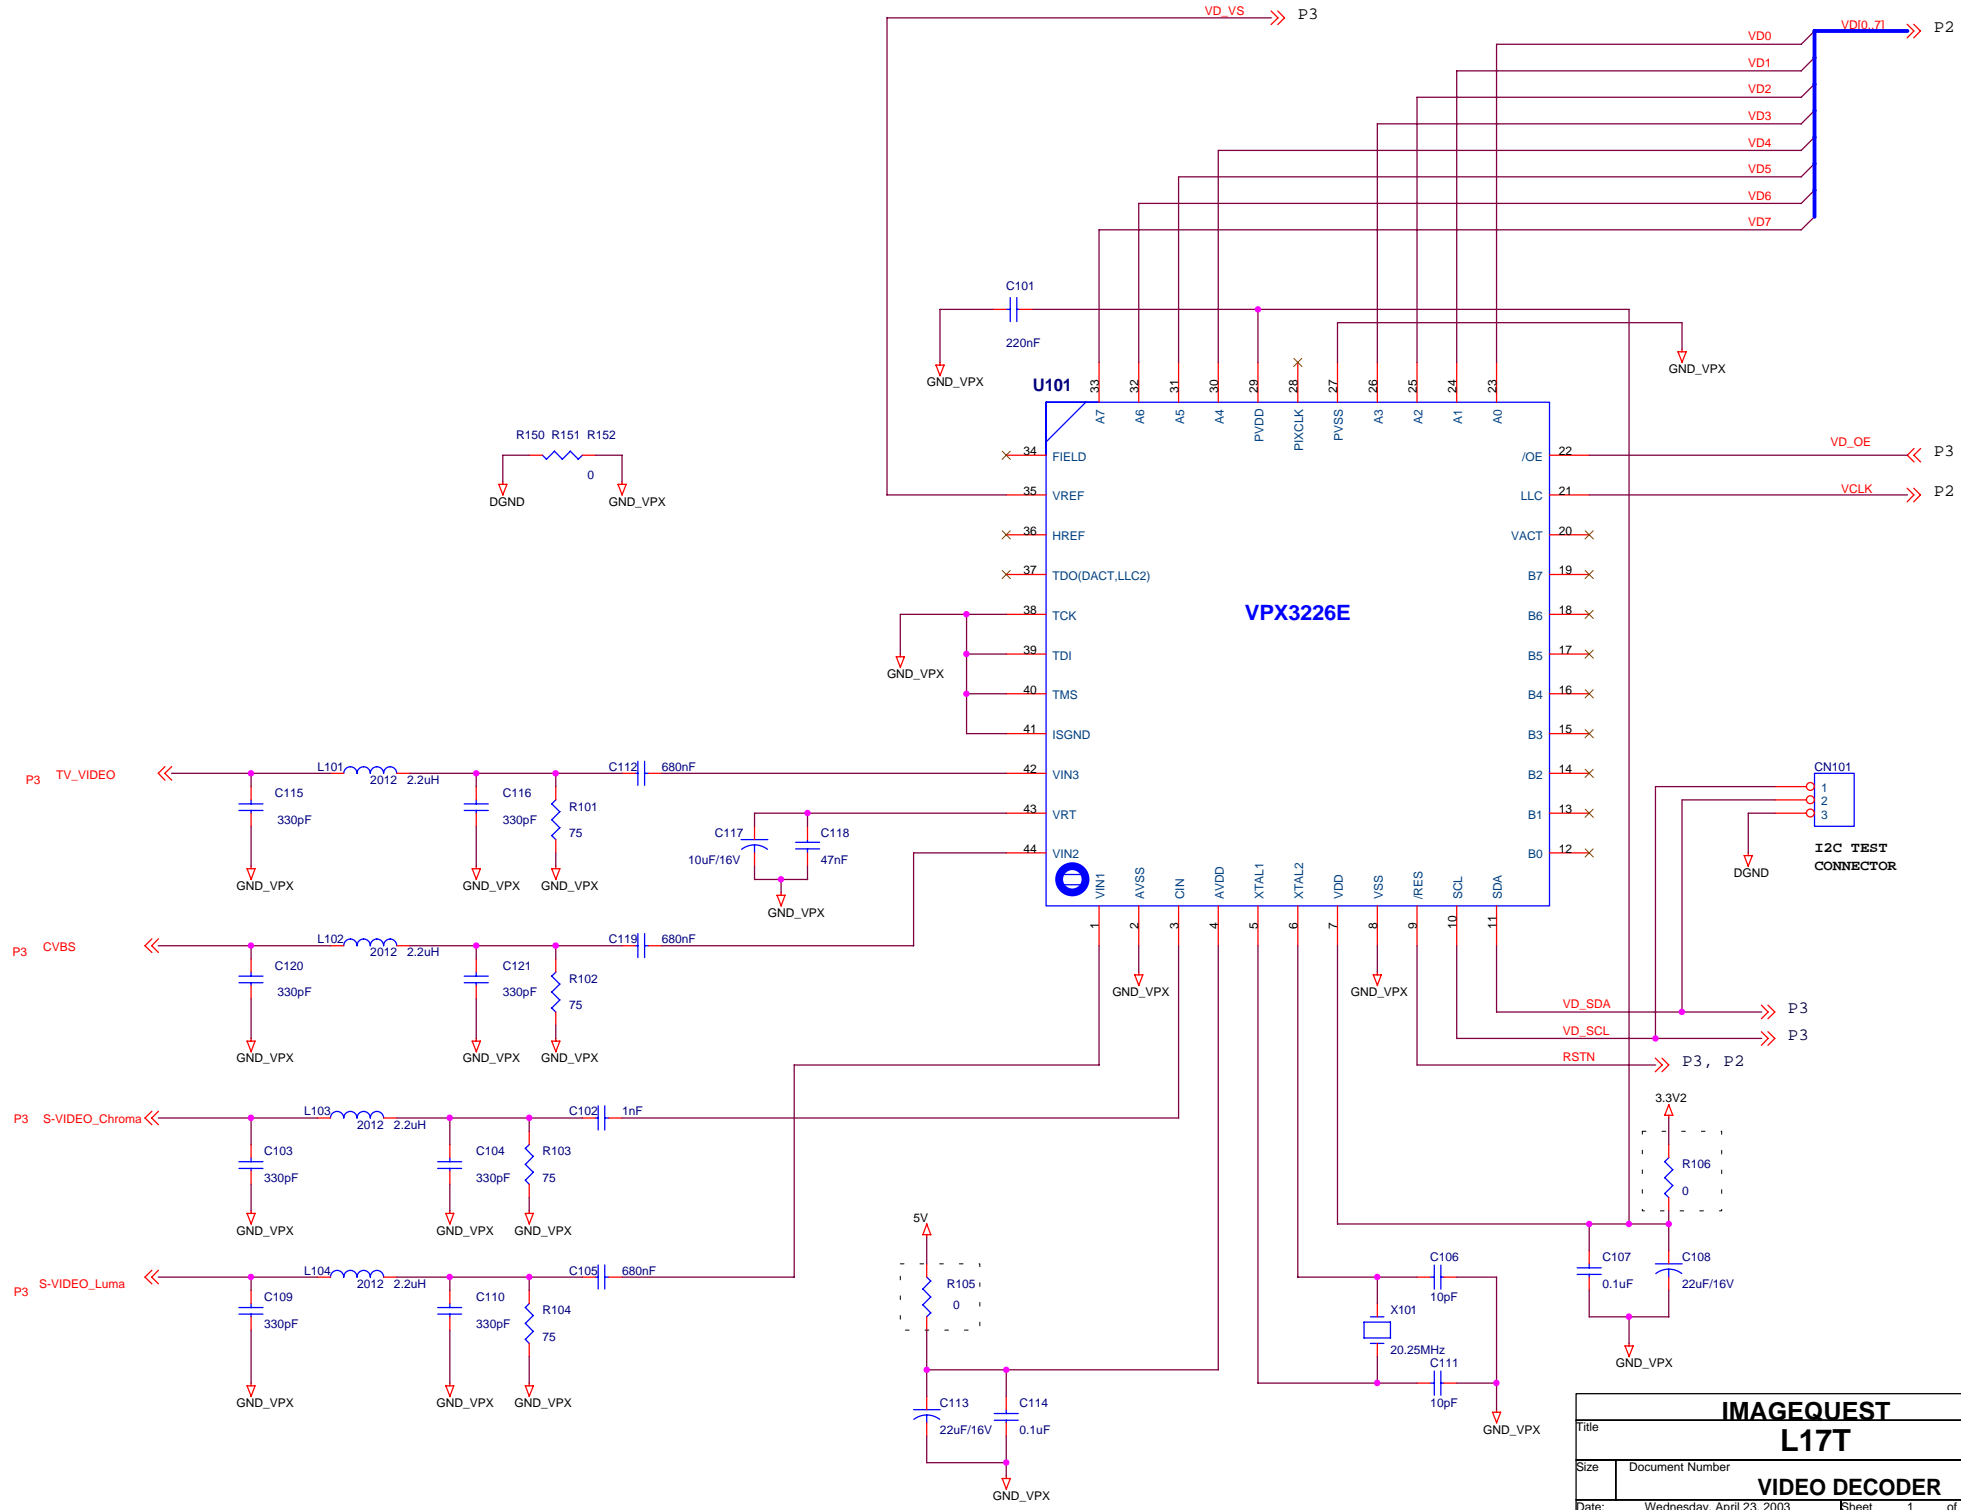 VD_VS P3
VD[0..7] P2
VD0
VD1
VD2
VD3
VD4
VD5
VD6
VD7
C101
220nF
GND_VPX
GND_VPX
U101
33 32 31 30 29 28 27 26 25 24 23
A7 A6 A5 A4 PVDD PIXCLK PVSS A3 A2 A1 A0
R150 R151 R152
0
DGND GND_VPX
34 FIELD
35 VREF
36 HREF
37 TDO(DACT,LLC2)
38 TCK
39 TDI
40 TMS
41 ISGND
42 VIN3
43 VRT
44 VIN2
VPX3226E
/OE 22 VD_OE P3
LLC 21 VCLK P2
VACT 20
B7 19
B6 18
B5 17
B4 16
B3 15
B2 14
B1 13
B0 12
GND_VPX
P3 TV_VIDEO
L101 2012 2.2uH
C112 680nF
C115 330pF
C116 330pF
R101 75
GND_VPX GND_VPX GND_VPX
C117 10uF/16V
C118 47nF
GND_VPX
CN101
1
2
3
I2C TEST
CONNECTOR
DGND
VIN1 AVSS CIN AVDD XTAL1 XTAL2 VDD VSS /RES SCL SDA
1 2 3 4 5 6 7 8 9 10 11
P3 CVBS
L102 2012 2.2uH
C119 680nF
C120 330pF
C121 330pF
R102 75
GND_VPX GND_VPX GND_VPX
GND_VPX
GND_VPX
VD_SDA P3
VD_SCL P3
RSTN P3, P2
P3 S-VIDEO_Chroma
L103 2012 2.2uH
C102 1nF
C103 330pF
C104 330pF
R103 75
GND_VPX GND_VPX GND_VPX
3.3V2
R106
0
C107 0.1uF
C108 22uF/16V
GND_VPX
P3 S-VIDEO_Luma
L104 2012 2.2uH
C105 680nF
C109 330pF
C110 330pF
R104 75
GND_VPX GND_VPX GND_VPX
5V
R105
0
C113 22uF/16V
C114 0.1uF
GND_VPX
C106
10pF
X101
20.25MHz
C111
10pF
GND_VPX
IMAGEQUEST
Title
L17T
Size Document Number
VIDEO DECODER
Date: Wednesday, April 23, 2003 Sheet 1 of